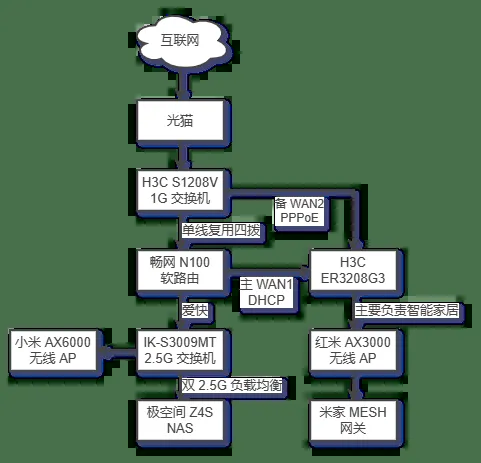 互联网
光猫
H3C S1208V
1G 交换机
备 WAN2
PPPoE
单线复用四拨
畅网 N100
软路由
主 WAN1
DHCP
H3C
ER3208G3
爱快
主要负责智能家居
小米 AX6000
无线 AP
IK-S3009MT
2.5G 交换机
红米 AX3000
无线 AP
双 2.5G 负载均衡
极空间 Z4S
NAS
米家 MESH
网关